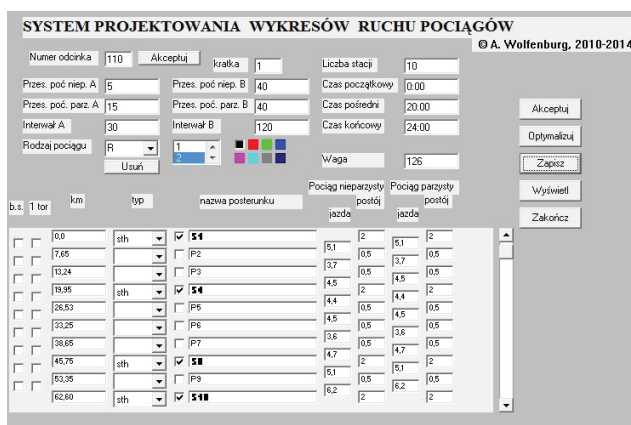 SYSTEM PROJEKTOWANIA WYKRESÓW RUCHU POCIĄGÓW
© A. Wolfenburg, 2010-2014
Numer odcinka 110 Akceptuj kratka 1 Liczba stacji 10
Przes. poć niep. A 5 Przes. poć niep. B 40 Czas początkowy 0:00
Przes. poć. parz. A 15 Przes. poć. parz. B 40 Czas pośredni 20:00 Akceptuj
Interwał A 30 Interwał B 120 Czas końcowy 24:00 Optymalizuj
Rodzaj pociągu R 1
2
Usuń Waga 126 Zapisz
Pociąg nieparzysty Pociąg parzysty Wyświetl
b.s. 1 tor km typ nazwa posterunku jazda postój jazda postój Zakończ
0,0 sth S1 2 2
5,1 5,1
7,65 P2 0,5 0,5
3,7 3,7
13,24 P3 0,5 0,5
4,5 4,5
19,95 sth S4 2 2
4,4 4,4
26,53 P5 0,5 0,5
4,5 4,5
33,25 P6 0,5 0,5
3,6 3,6
38,65 P7 0,5 0,5
4,7 4,7
45,75 sth S8 2 2
5,1 5,1
53,35 P9 0,5 0,5
6,2 6,2
62,60 sth S10 2 2